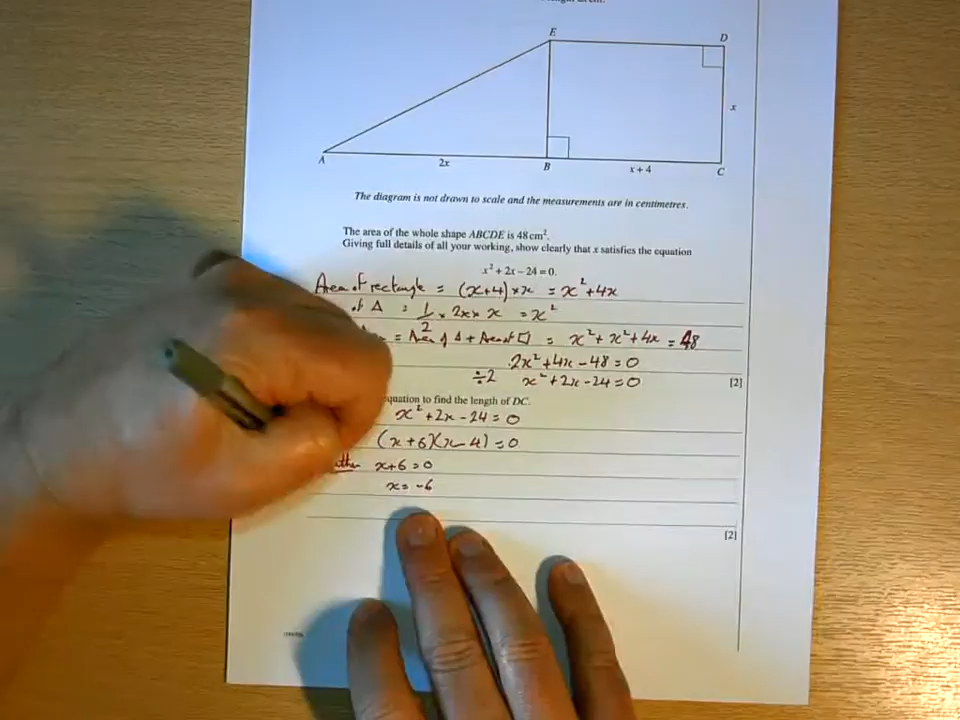 E
D
x
A
2x
B
x + 4
C
The diagram is not drawn to scale and the measurements are in centimetres.
The area of the whole shape ABCDE is 48 cm².
Giving full details of all your working, show clearly that x satisfies the equation
x² + 2x − 24 = 0.
Area of rectangle = (x+4) × x = x² + 4x
of Δ = 1/2 × 2x × x = x²
= Area of Δ + Area of □ = x² + x² + 4x = 48
2x² + 4x − 48 = 0
÷2 x² + 2x − 24 = 0
[2]
equation to find the length of DC.
x² + 2x − 24 = 0
(x + 6)(x − 4) = 0
x + 6 = 0
x = −6
[2]